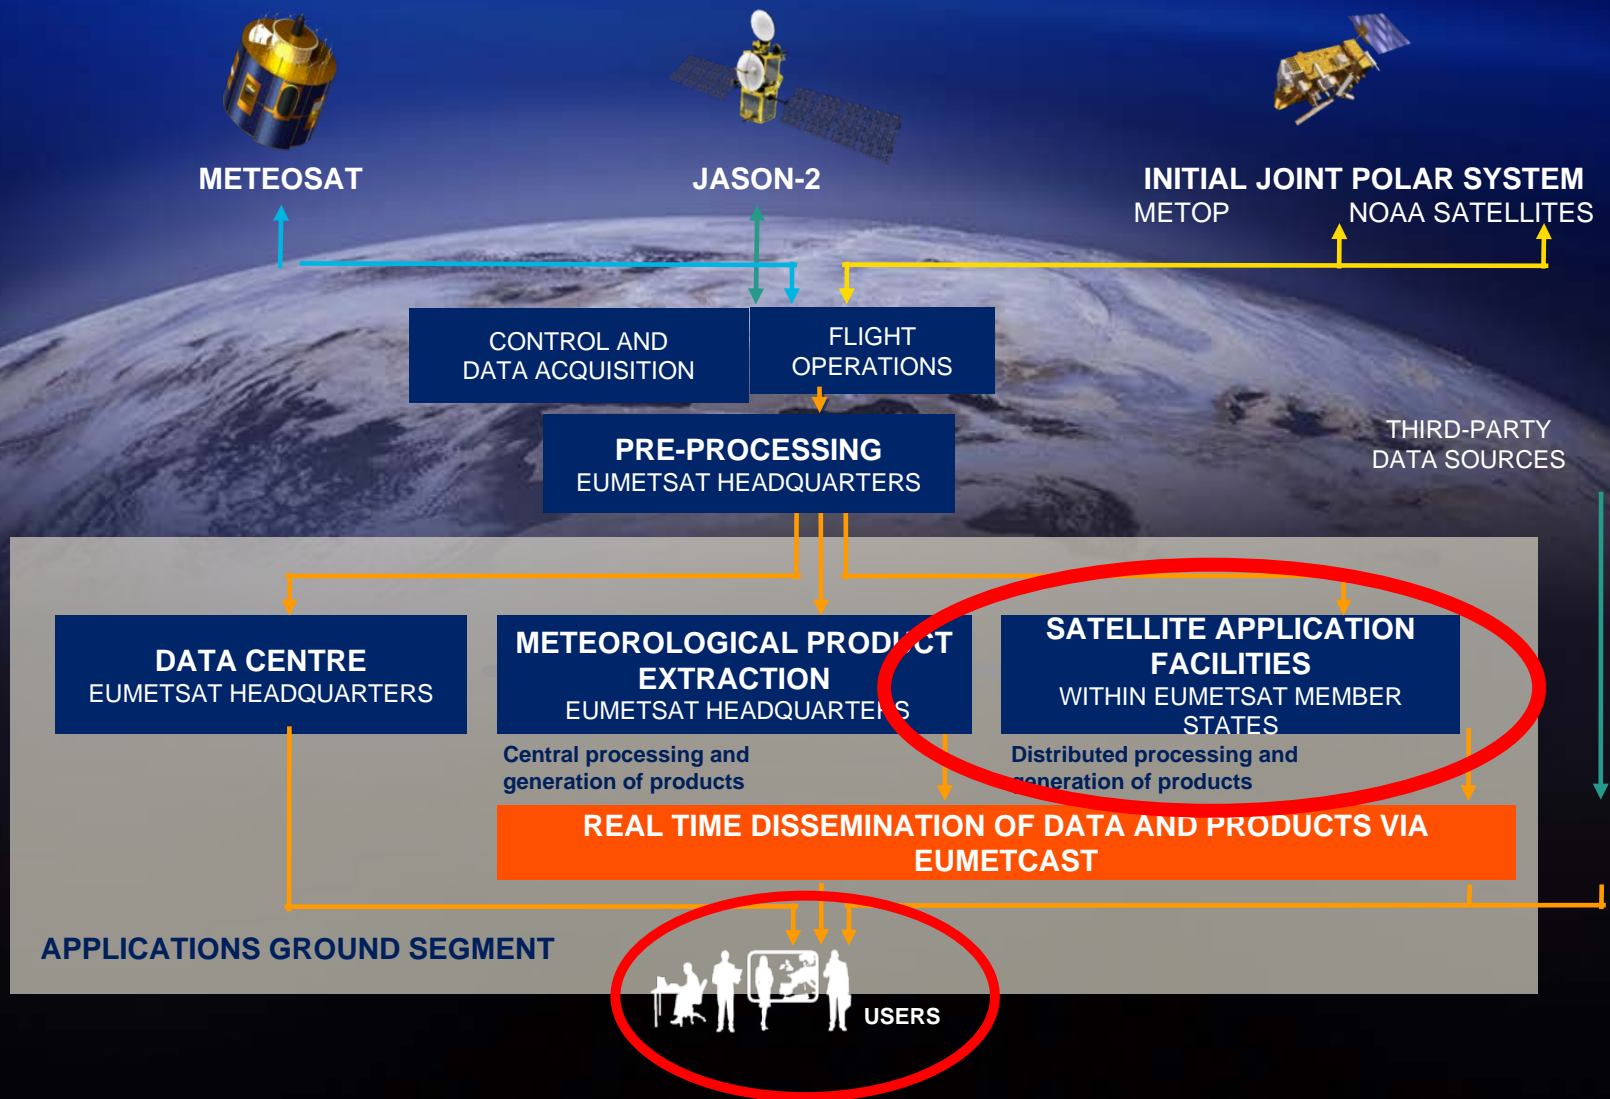 METEOSAT
JASON-2
INITIAL JOINT POLAR SYSTEM
METOP NOAA SATELLITES
CONTROL AND
DATA ACQUISITION
FLIGHT
OPERATIONS
PRE-PROCESSING
EUMETSAT HEADQUARTERS
THIRD-PARTY
DATA SOURCES
DATA CENTRE
EUMETSAT HEADQUARTERS
METEOROLOGICAL PRODUCT
EXTRACTION
EUMETSAT HEADQUARTERS
Central processing and
generation of products
SATELLITE APPLICATION
FACILITIES
WITHIN EUMETSAT MEMBER
STATES
Distributed processing and
generation of products
REAL TIME DISSEMINATION OF DATA AND PRODUCTS VIA
EUMETCAST
APPLICATIONS GROUND SEGMENT
USERS